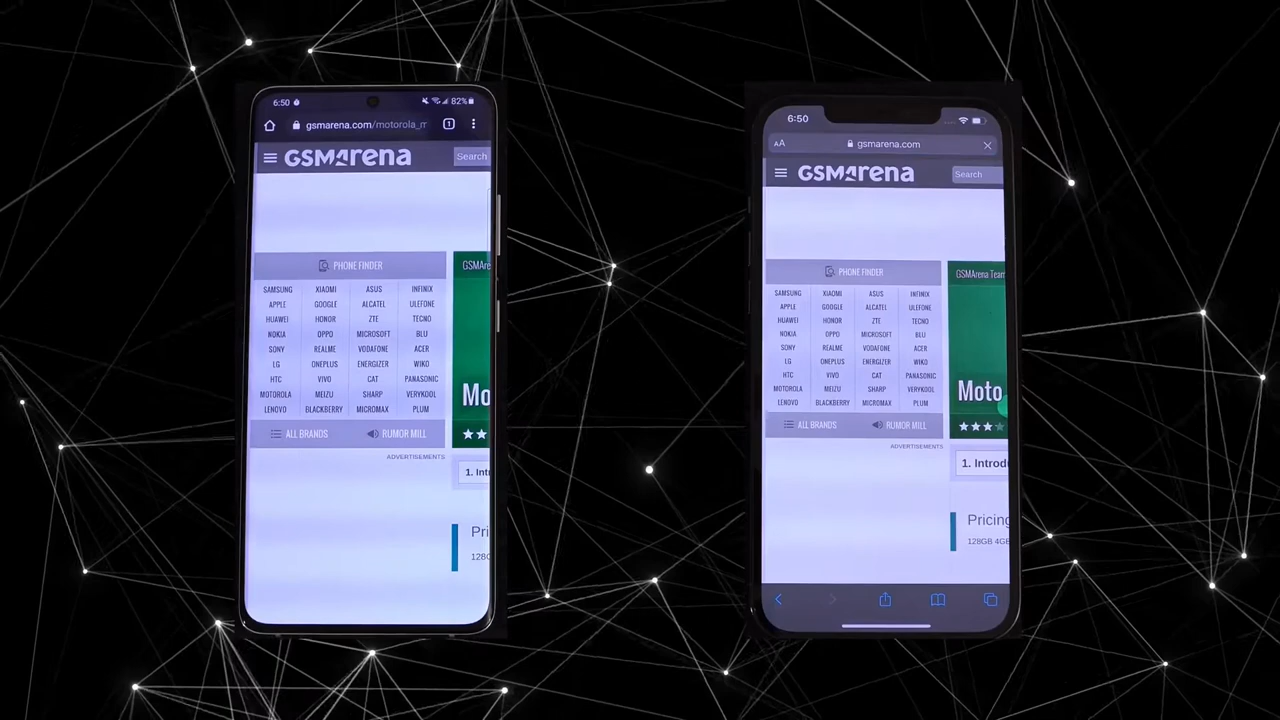 6:50
82%
gsmarena.com/motorola_m
1
GSMArena
Search
PHONE FINDER
SAMSUNG XIAOMI ASUS INFINIX
APPLE GOOGLE ALCATEL ULEFONE
HUAWEI HONOR ZTE TECNO
NOKIA OPPO MICROSOFT BLU
SONY REALME VODAFONE ACER
LG ONEPLUS ENERGIZER WIKO
HTC VIVO CAT PANASONIC
MOTOROLA MEIZU SHARP VERYKOOL
LENOVO BLACKBERRY MICROMAX PLUM
ALL BRANDS RUMOR MILL
ADVERTISEMENTS
GSMAre
Mo
1. Int
Pri
128G
6:50
AA gsmarena.com
GSMArena
Search
PHONE FINDER
SAMSUNG XIAOMI ASUS INFINIX
APPLE GOOGLE ALCATEL ULEFONE
HUAWEI HONOR ZTE TECNO
NOKIA OPPO MICROSOFT BLU
SONY REALME VODAFONE ACER
LG ONEPLUS ENERGIZER WIKO
HTC VIVO CAT PANASONIC
MOTOROLA MEIZU SHARP VERYKOOL
LENOVO BLACKBERRY MICROMAX PLUM
ALL BRANDS RUMOR MILL
ADVERTISEMENTS
GSMArena Team
Moto
1. Introd
Pricing
128GB 4GB